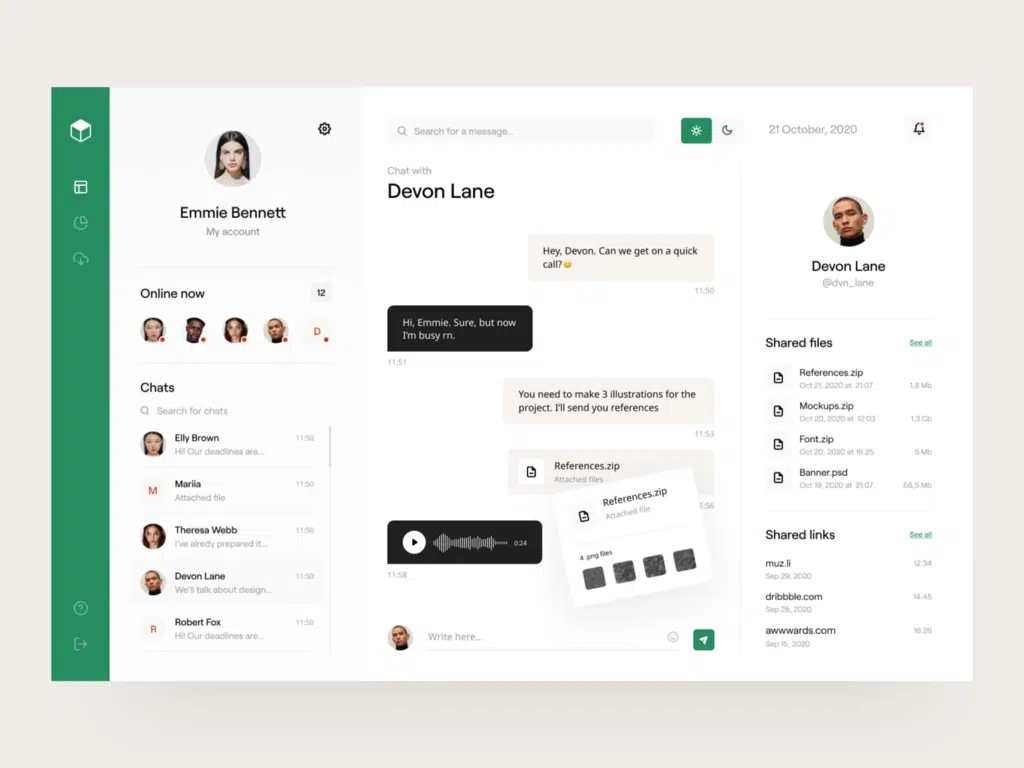 Emmie Bennett
My account
Online now
12
D
Chats
Search for chats
Elly Brown
11:50
Hi! Our deadlines are...
M
Mariia
11:50
Attached file
Theresa Webb
11:50
I've alredy prepared it...
Devon Lane
11:50
We'll talk about design...
R
Robert Fox
11:50
Hi! Our deadlines are...
Search for a message...
Chat with
Devon Lane
Hey, Devon. Can we get on a quick
call?😊
11:50
Hi, Emmie. Sure, but now
I'm busy rn.
11:51
You need to make 3 illustrations for the
project. I'll send you references
11:53
References.zip
Attached files
1:56
References.zip
Attached file
4 .png files
0:24
11:58
Write here...
21 October, 2020
Devon Lane
@dvn_lane
Shared files
See all
References.zip
Oct 21, 2020 at 21:07
1,8 Mb
Mockups.zip
Oct 20, 2020 at 12:03
1,3 Gb
Font.zip
Oct 20, 2020 at 16:25
5 Mb
Banner.psd
Oct 19, 2020 at 21:07
68,5 Mb
Shared links
See all
muz.li
12:34
Sep 29, 2020
dribbble.com
14:45
Sep 28, 2020
awwwards.com
16:26
Sep 15, 2020